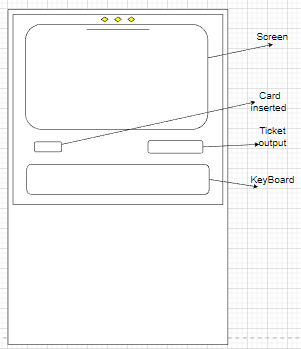 Screen
Card
inserted
Ticket
output
KeyBoard